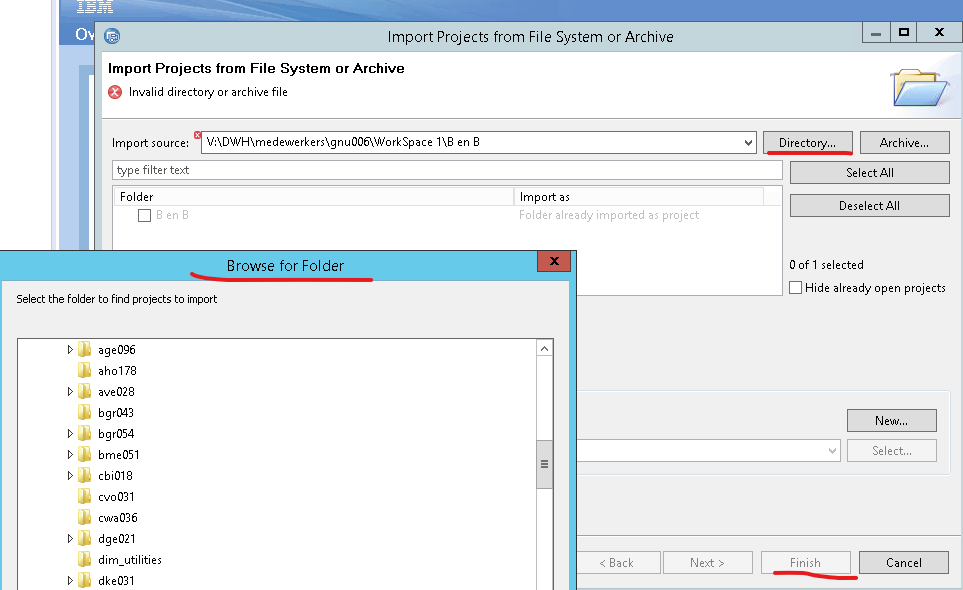 IBM
Ov
Import Projects from File System or Archive
Import Projects from File System or Archive
Invalid directory or archive file
Import source: V:\DWH\medewerkers\gnu006\WorkSpace 1\B en B Directory... Archive...
type filter text
Select All
Folder Import as
Deselect All
B en B Folder already imported as project
0 of 1 selected
Hide already open projects
New...
Select...
< Back Next > Finish Cancel
Browse for Folder
Select the folder to find projects to import
age096
aho178
ave028
bgr043
bgr054
bme051
cbi018
cvo031
cwa036
dge021
dim_utilities
dke031